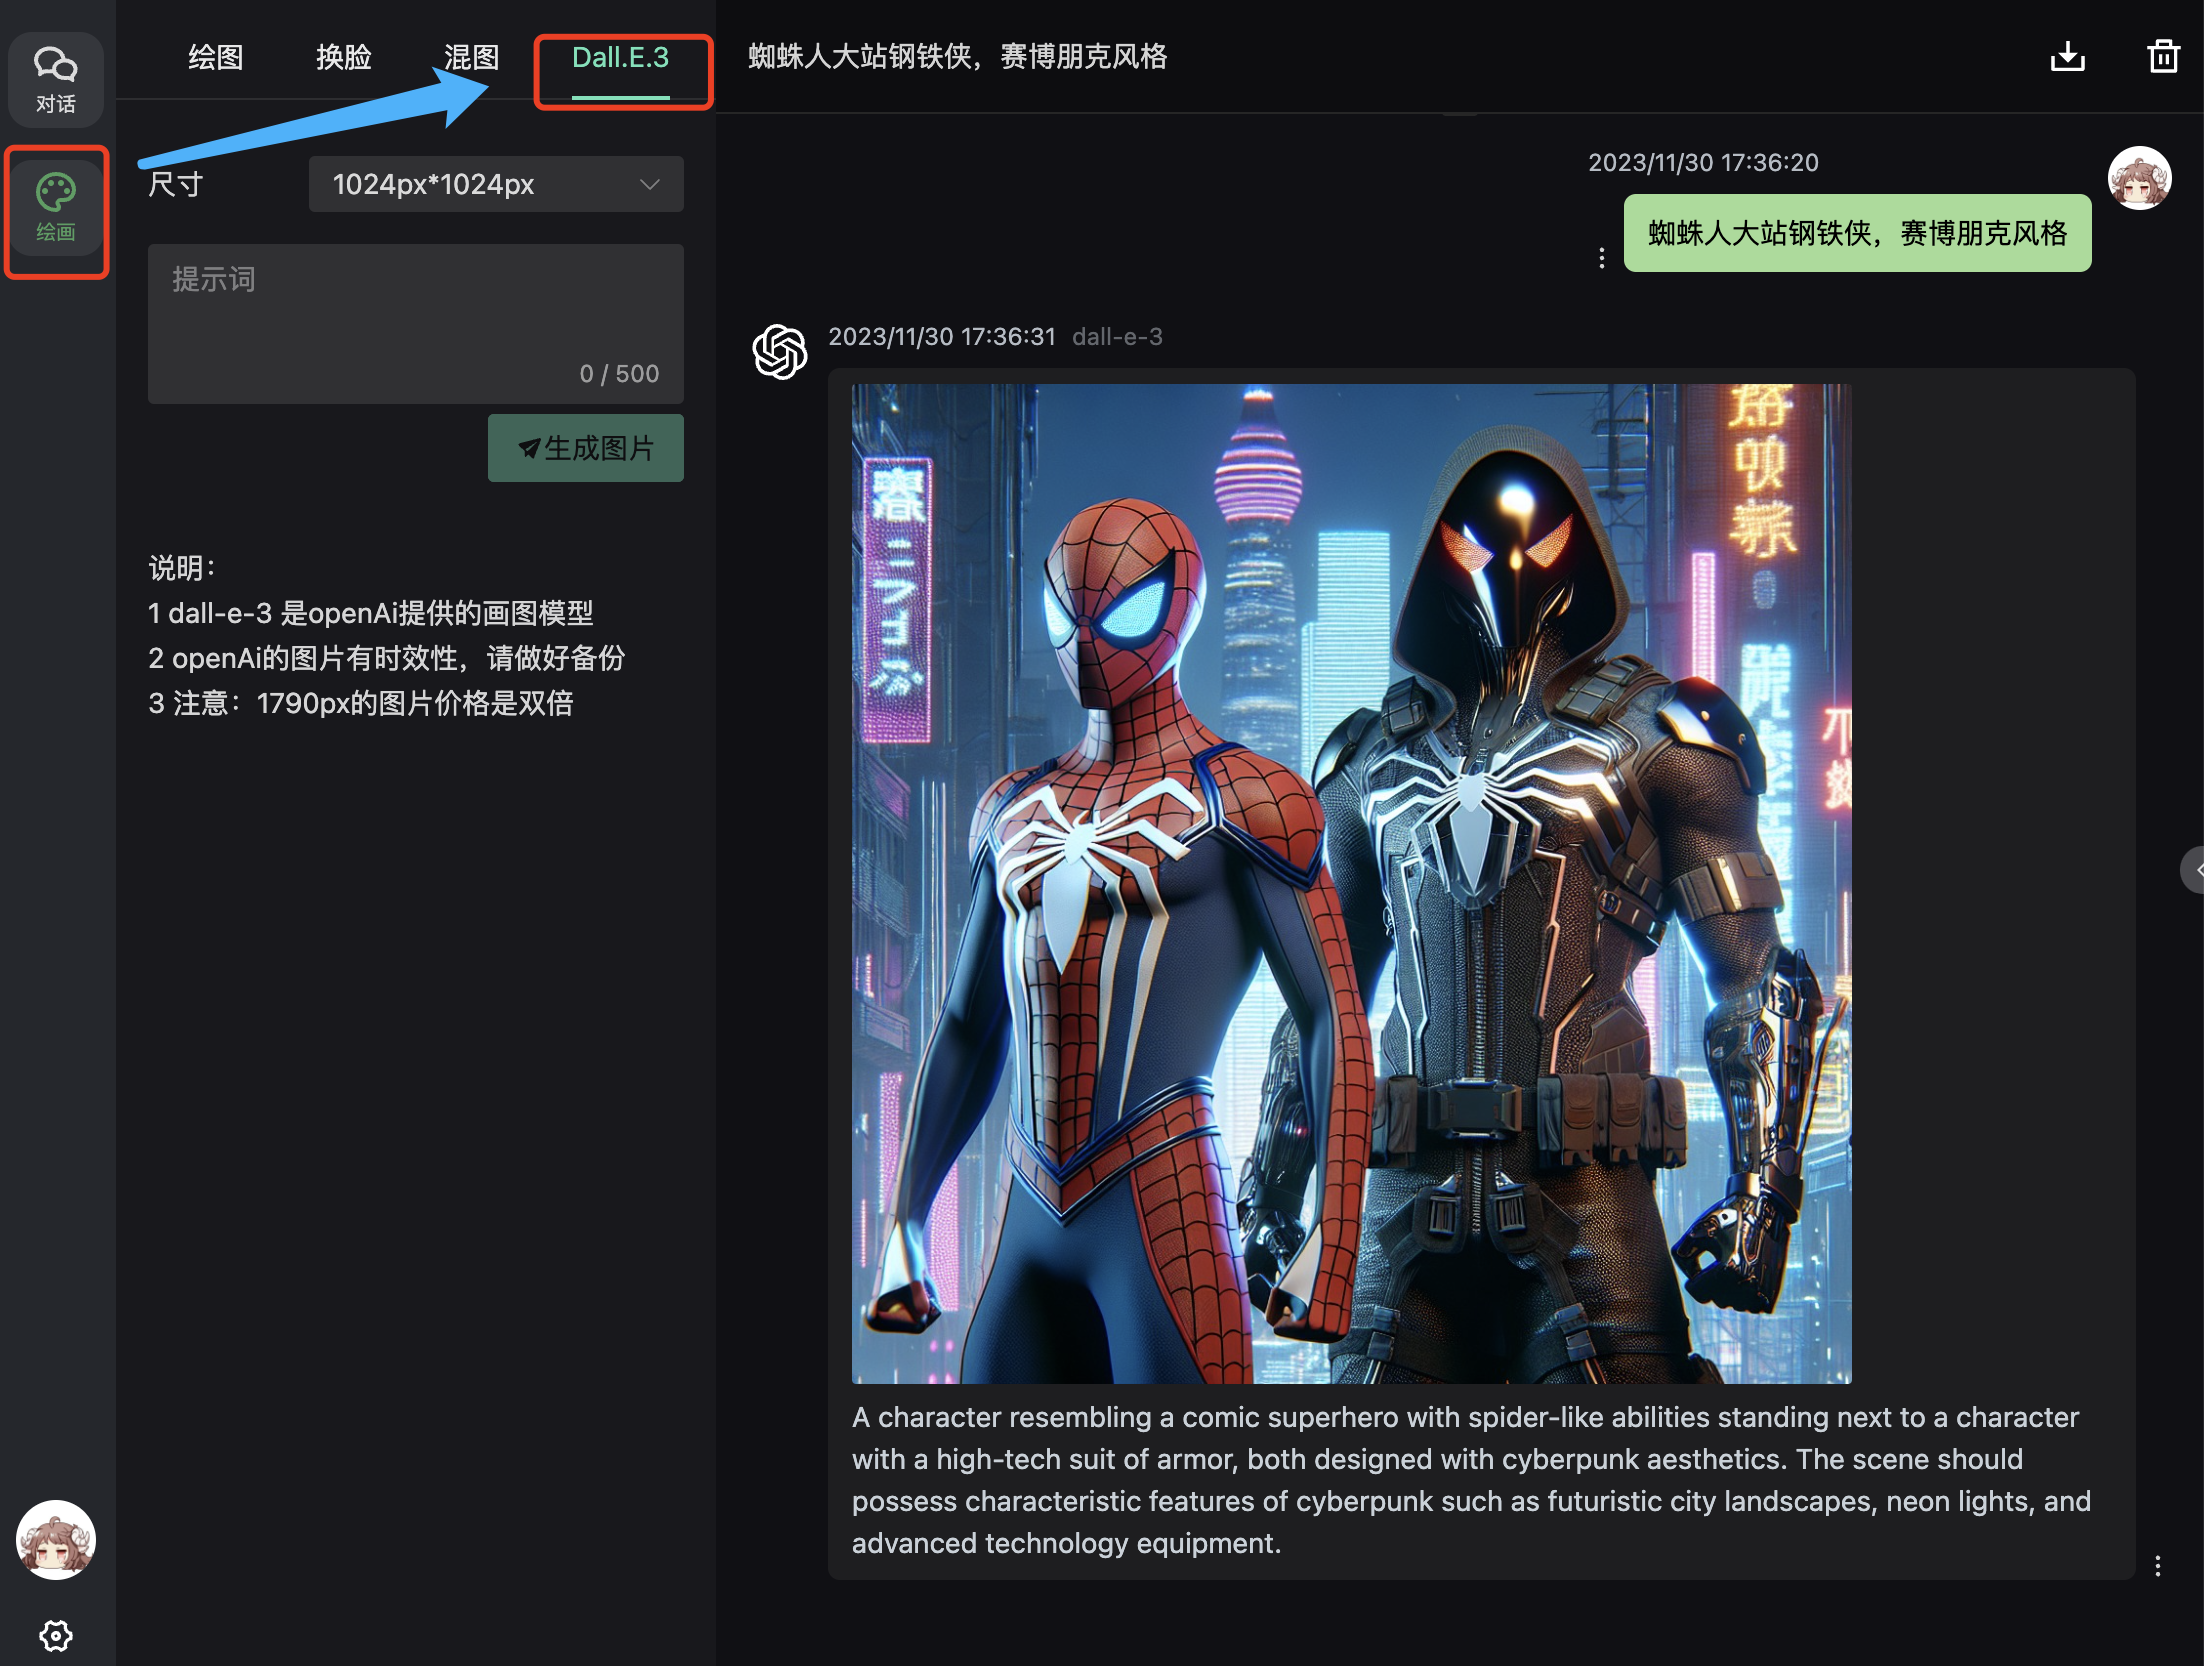 对话
绘画
绘图
换脸
混图
Dall.E.3
尺寸
1024px*1024px
提示词
0 / 500
生成图片
说明：
1 dall-e-3 是openAi提供的画图模型
2 openAi的图片有时效性，请做好备份
3 注意：1790px的图片价格是双倍
蜘蛛人大站钢铁侠，赛博朋克风格
2023/11/30 17:36:20
蜘蛛人大站钢铁侠，赛博朋克风格
2023/11/30 17:36:31 dall-e-3
A character resembling a comic superhero with spider-like abilities standing next to a character
with a high-tech suit of armor, both designed with cyberpunk aesthetics. The scene should
possess characteristic features of cyberpunk such as futuristic city landscapes, neon lights, and
advanced technology equipment.